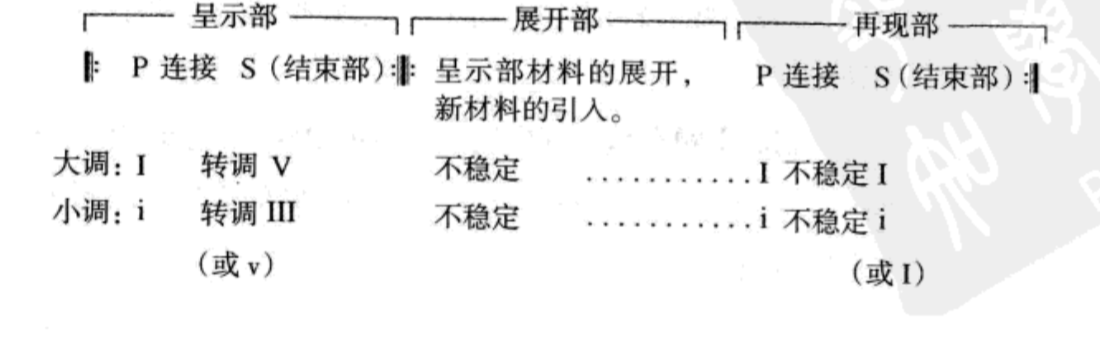 呈示部 展开部 再现部
P 连接 S（结束部） 呈示部材料的展开， P 连接 S（结束部）
新材料的引入。
大调：I 转调 V 不稳定 ............I 不稳定 I
小调：i 转调 III 不稳定 ............i 不稳定 i
（或 v） （或 I）